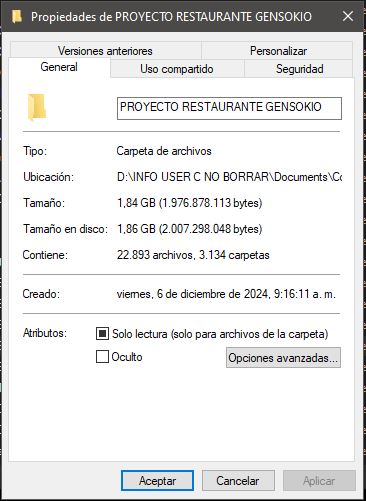 Propiedades de PROYECTO RESTAURANTE GENSOKIO
Versiones anteriores Personalizar
General Uso compartido Seguridad
PROYECTO RESTAURANTE GENSOKIO
Tipo: Carpeta de archivos
Ubicación: D:\INFO USER C NO BORRAR\Documents\Co
Tamaño: 1,84 GB (1.976.878.113 bytes)
Tamaño en disco: 1,86 GB (2.007.298.048 bytes)
Contiene: 22.893 archivos, 3.134 carpetas
Creado: viernes, 6 de diciembre de 2024, 9:16:11 a. m.
Atributos: Solo lectura (solo para archivos de la carpeta)
Oculto Opciones avanzadas...
Aceptar Cancelar Aplicar